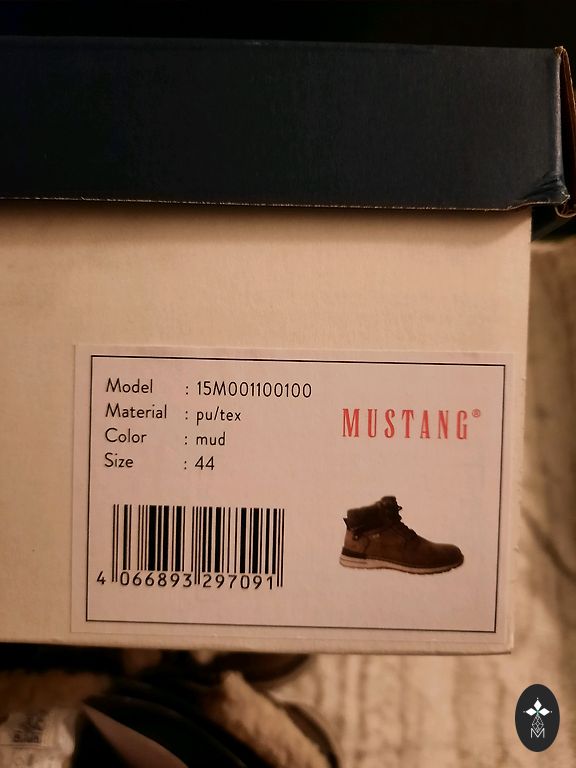 Model : 15M001100100
Material : pu/tex
Color : mud
Size : 44
MUSTANG®
4 066893 297091
M